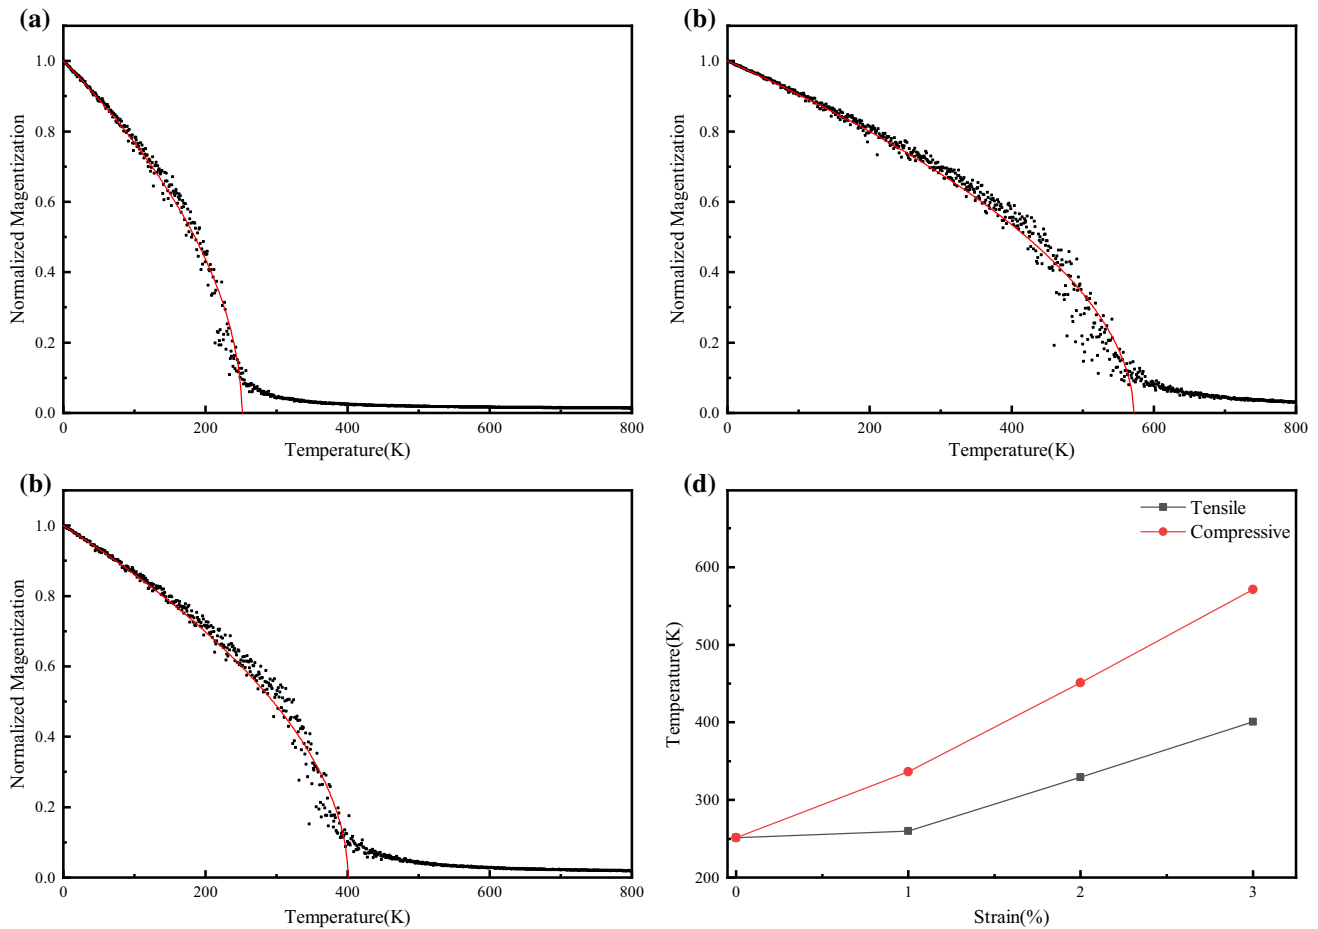 (a)
1.0
0.8
0.6
0.4
0.2
0.0
Normalized Magentization
0 200 400 600 800
Temperature(K)
(b)
1.0
0.8
0.6
0.4
0.2
0.0
Normalized Magentization
0 200 400 600 800
Temperature(K)
(b)
1.0
0.8
0.6
0.4
0.2
0.0
Normalized Magentization
0 200 400 600 800
Temperature(K)
(d)
Tensile
Compressive
600
500
400
300
200
Temperature(K)
0 1 2 3
Strain(%)